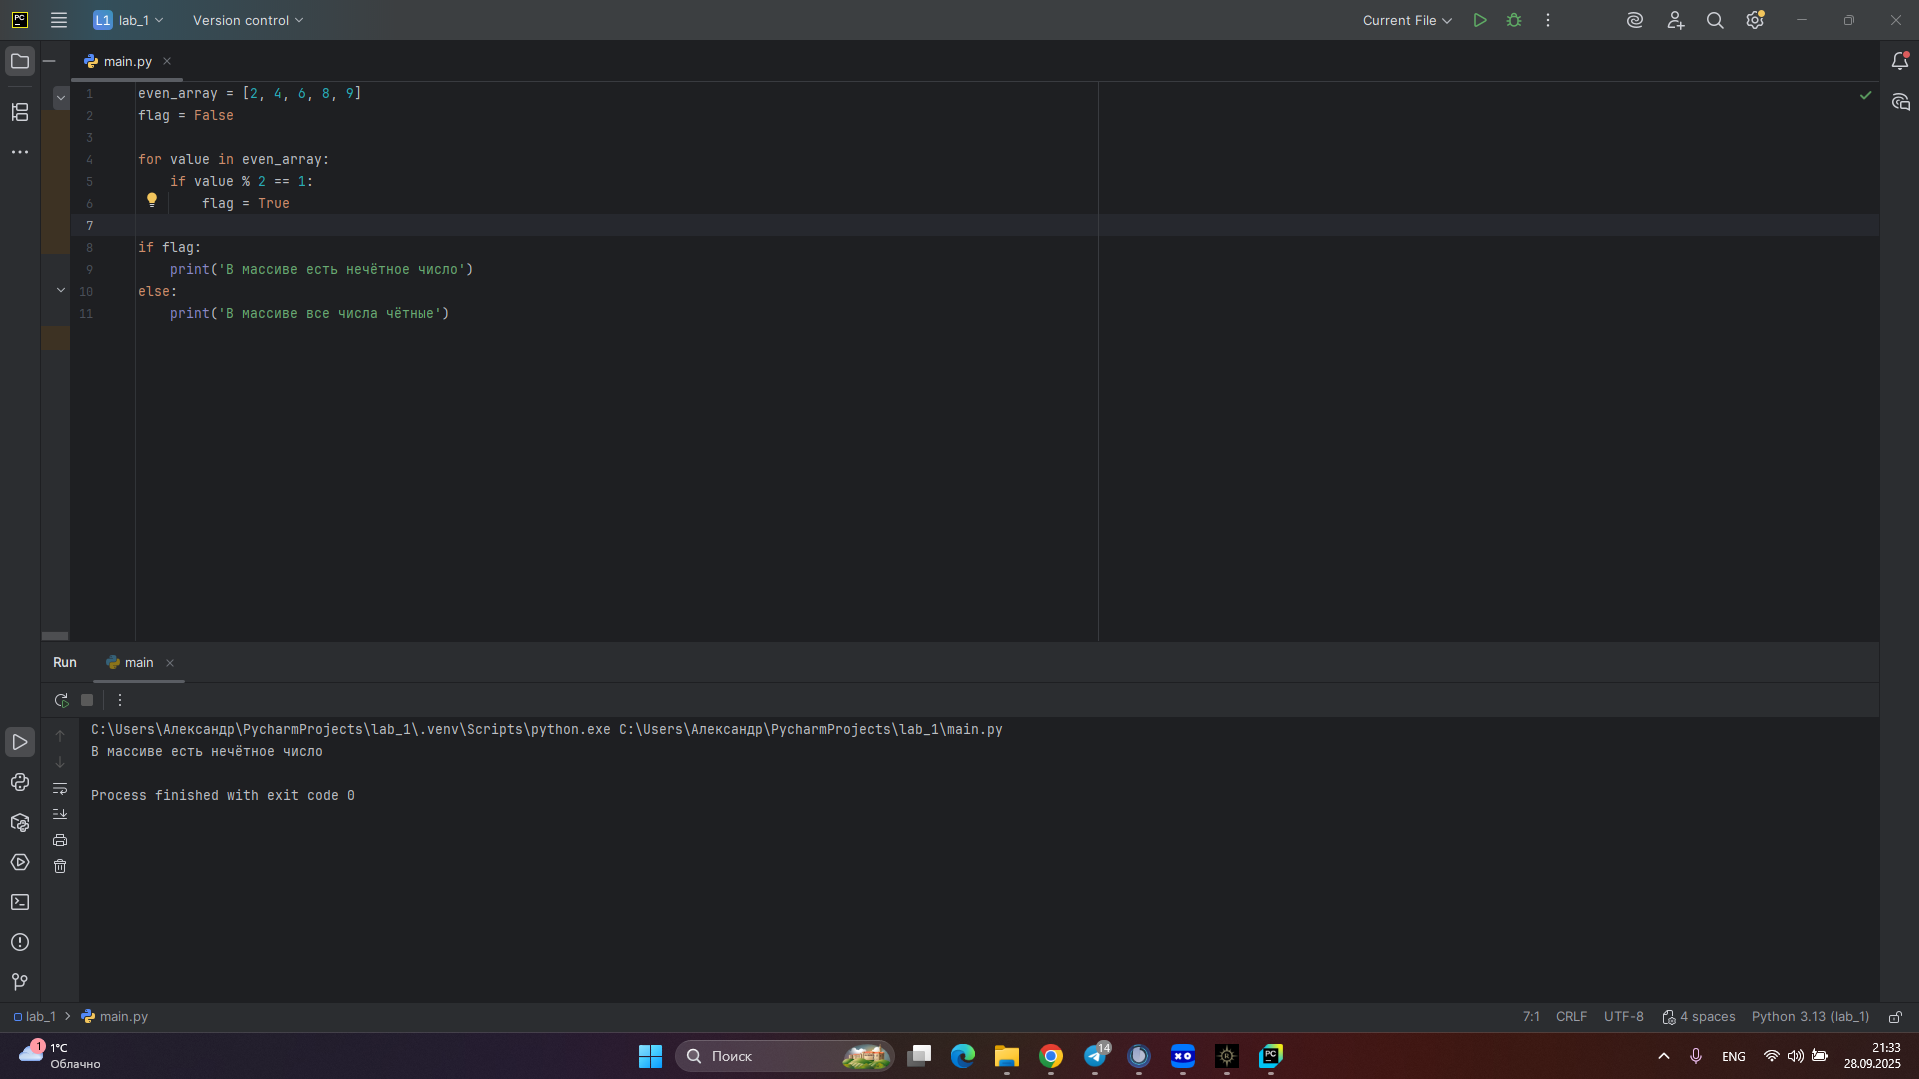 PC
L1 lab_1
Version control
Current File
main.py
1 even_array = [2, 4, 6, 8, 9]
2 flag = False
3
4 for value in even_array:
5     if value % 2 == 1:
6         flag = True
7
8 if flag:
9     print('В массиве есть нечётное число')
10 else:
11     print('В массиве все числа чётные')
Run main
C:\Users\Александр\PycharmProjects\lab_1\.venv\Scripts\python.exe C:\Users\Александр\PycharmProjects\lab_1\main.py
В массиве есть нечётное число
Process finished with exit code 0
lab_1 > main.py
7:1 CRLF UTF-8 4 spaces Python 3.13 (lab_1)
1
1°C
Облачно
Поиск
14
XO
R
PC
ENG
21:33
28.09.2025